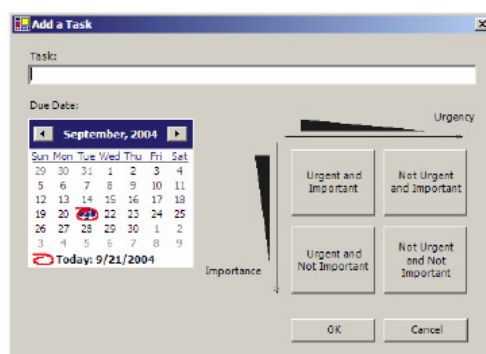 Add a Task
Task:
Due Date:
September, 2004
Sun Mon Tue Wed Thu Fri Sat
29 30 31 1 2 3 4
5 6 7 8 9 10 11
12 13 14 15 16 17 18
19 20 21 22 23 24 25
26 27 28 29 30 1 2
3 4 5 6 7 8 9
Today: 9/21/2004
Urgency
Importance
Urgent and
Important
Not Urgent
and Important
Urgent and
Not Important
Not Urgent
and Not
Important
OK
Cancel